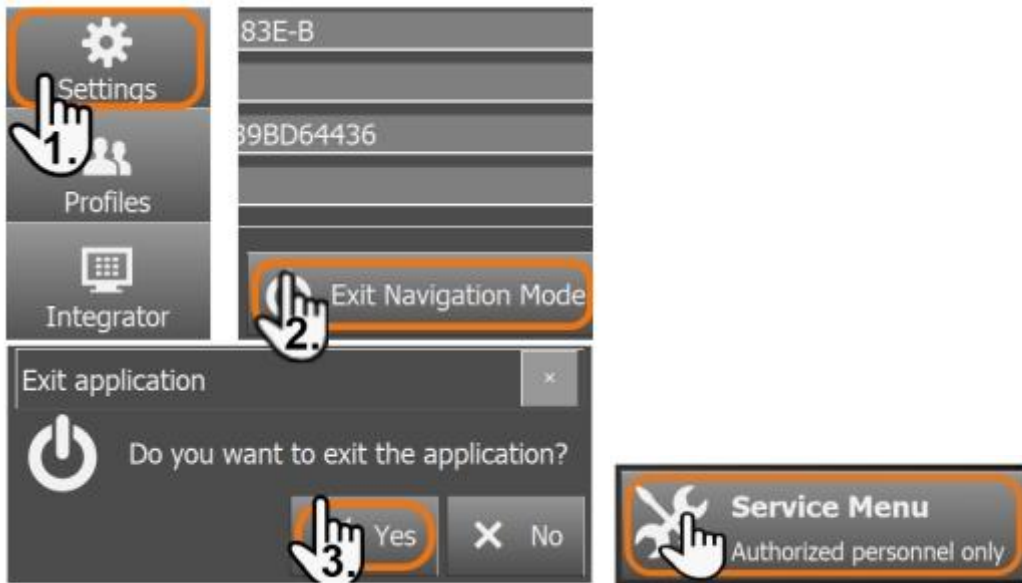 83E-B
Settings
1.
39BD64436
Profiles
Integrator
Exit Navigation Mode
2.
Exit application
×
Do you want to exit the application?
Yes
No
3.
Service Menu
Authorized personnel only